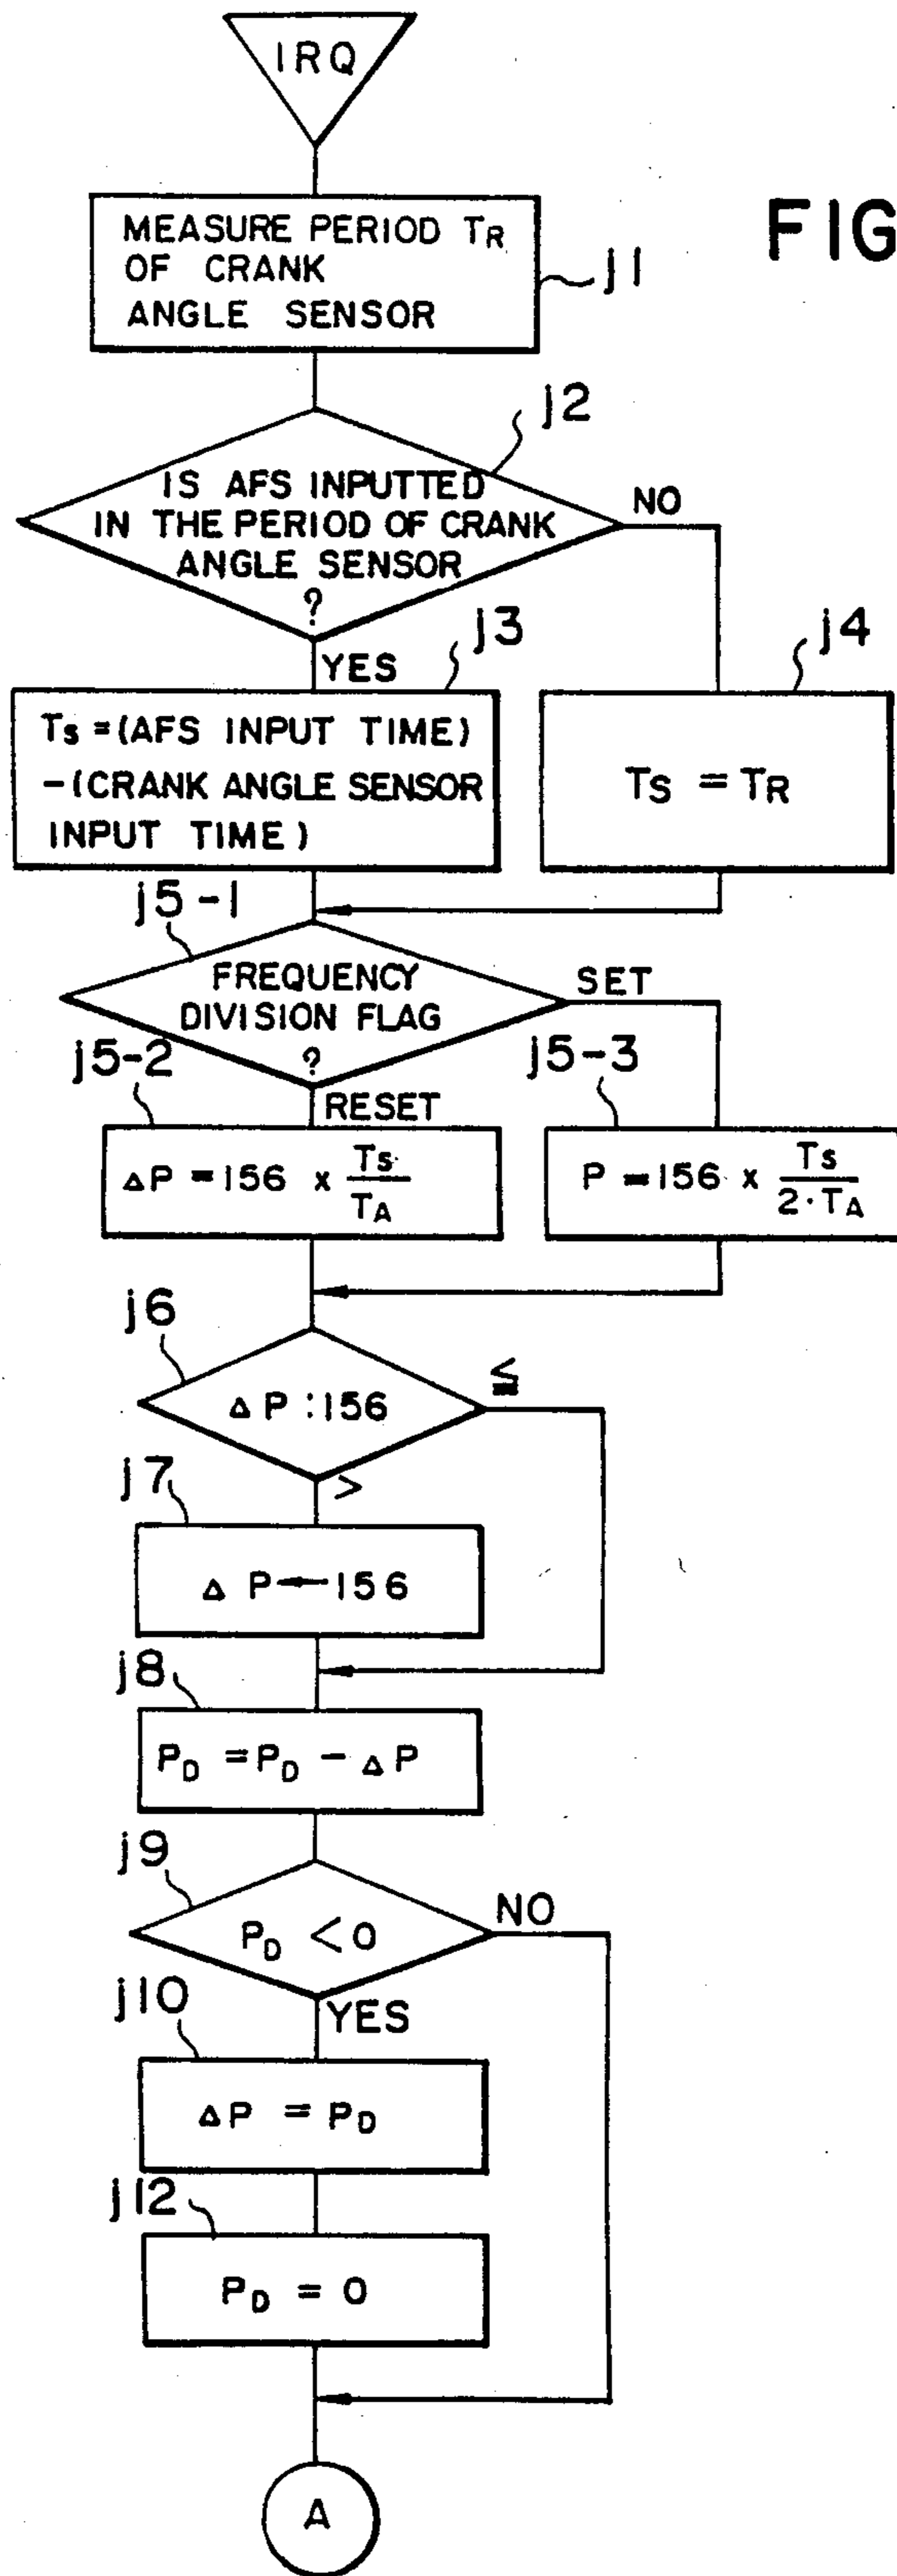 IRQ
FIG
MEASURE PERIOD TR
OF CRANK
ANGLE SENSOR
j1
j2
IS AFS INPUTTED
IN THE PERIOD OF CRANK
ANGLE SENSOR
?
NO
YES
j3
j4
Ts = (AFS INPUT TIME)
- (CRANK ANGLE SENSOR
INPUT TIME)
Ts = TR
j5-1
FREQUENCY
DIVISION FLAG
?
SET
RESET
j5-2
j5-3
ΔP = 156 x Ts/TA
P = 156 x Ts/2·TA
j6
ΔP : 156
≦
>
j7
ΔP ← 156
j8
PD = PD - ΔP
j9
PD < 0
NO
YES
j10
ΔP = PD
j12
PD = 0
A